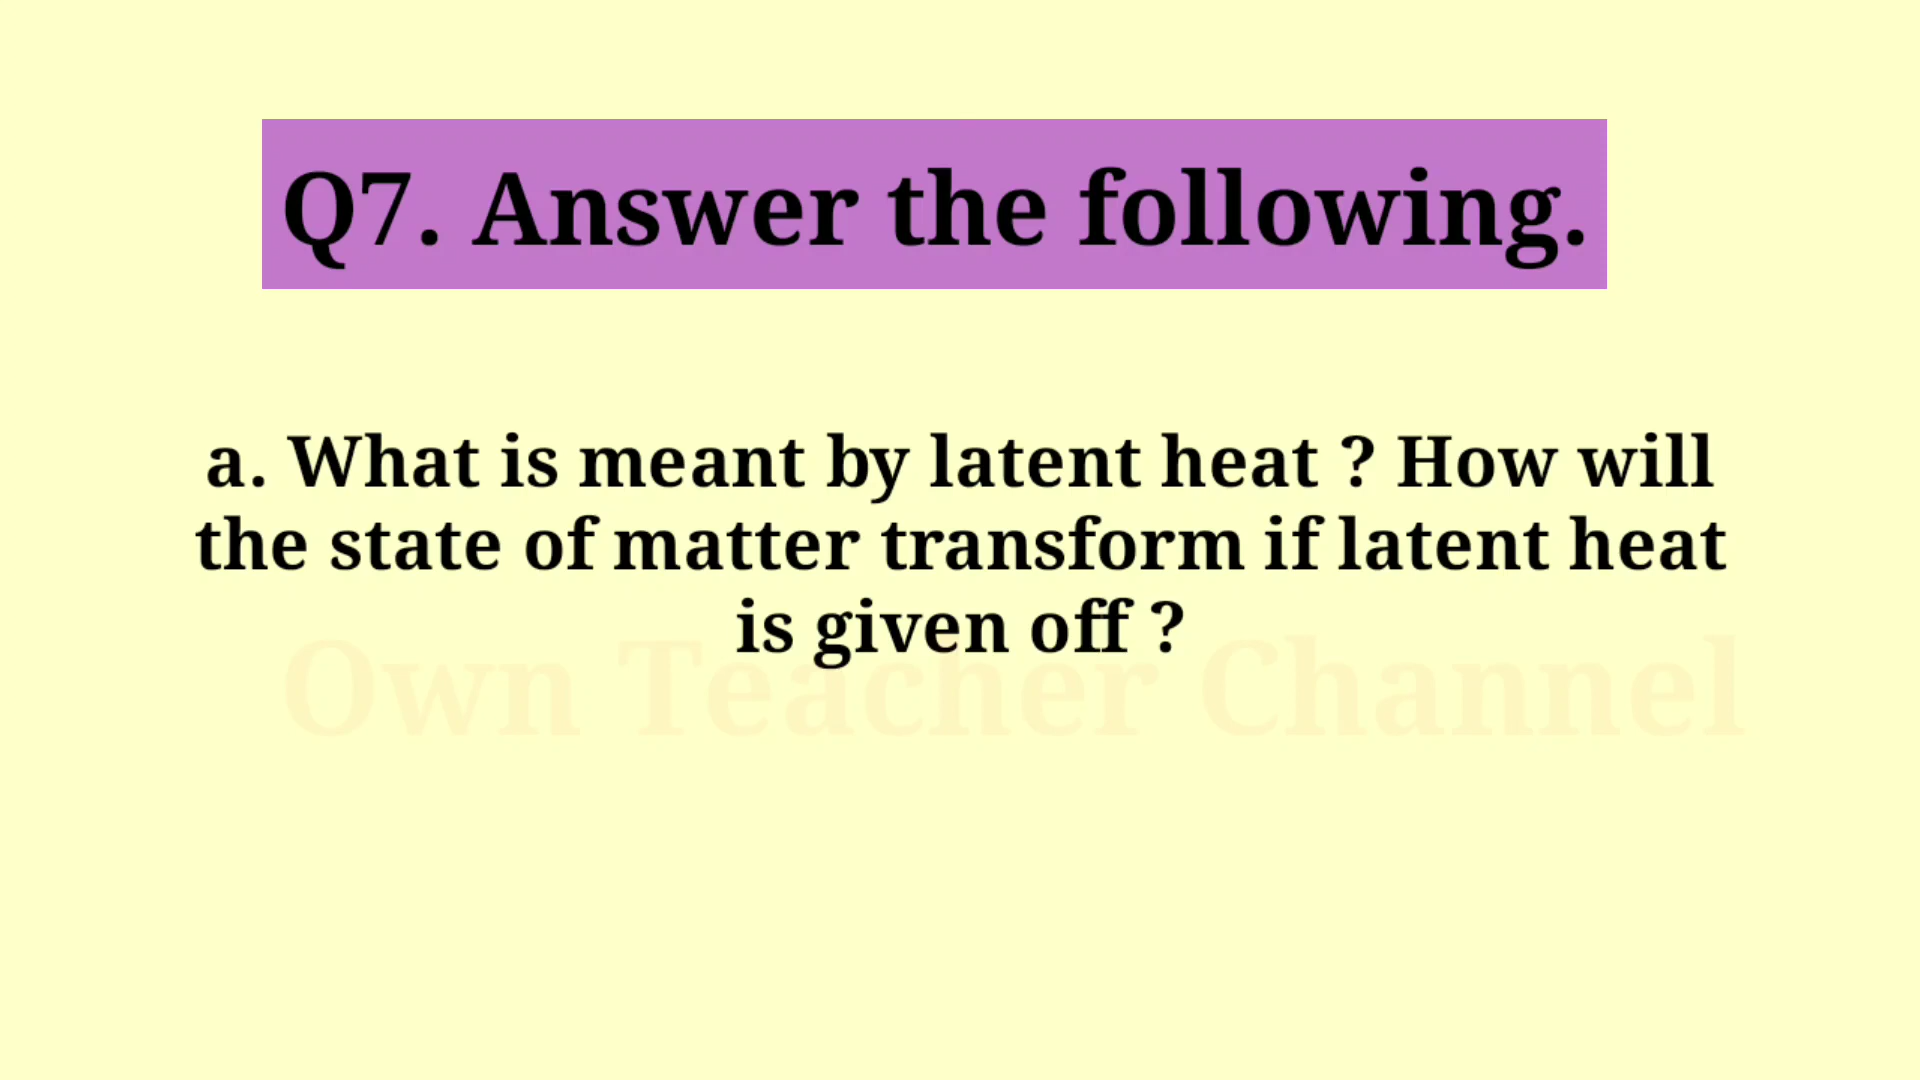 Q7. Answer the following.
a. What is meant by latent heat ? How will
the state of matter transform if latent heat
is given off ?
Own Teacher Channel